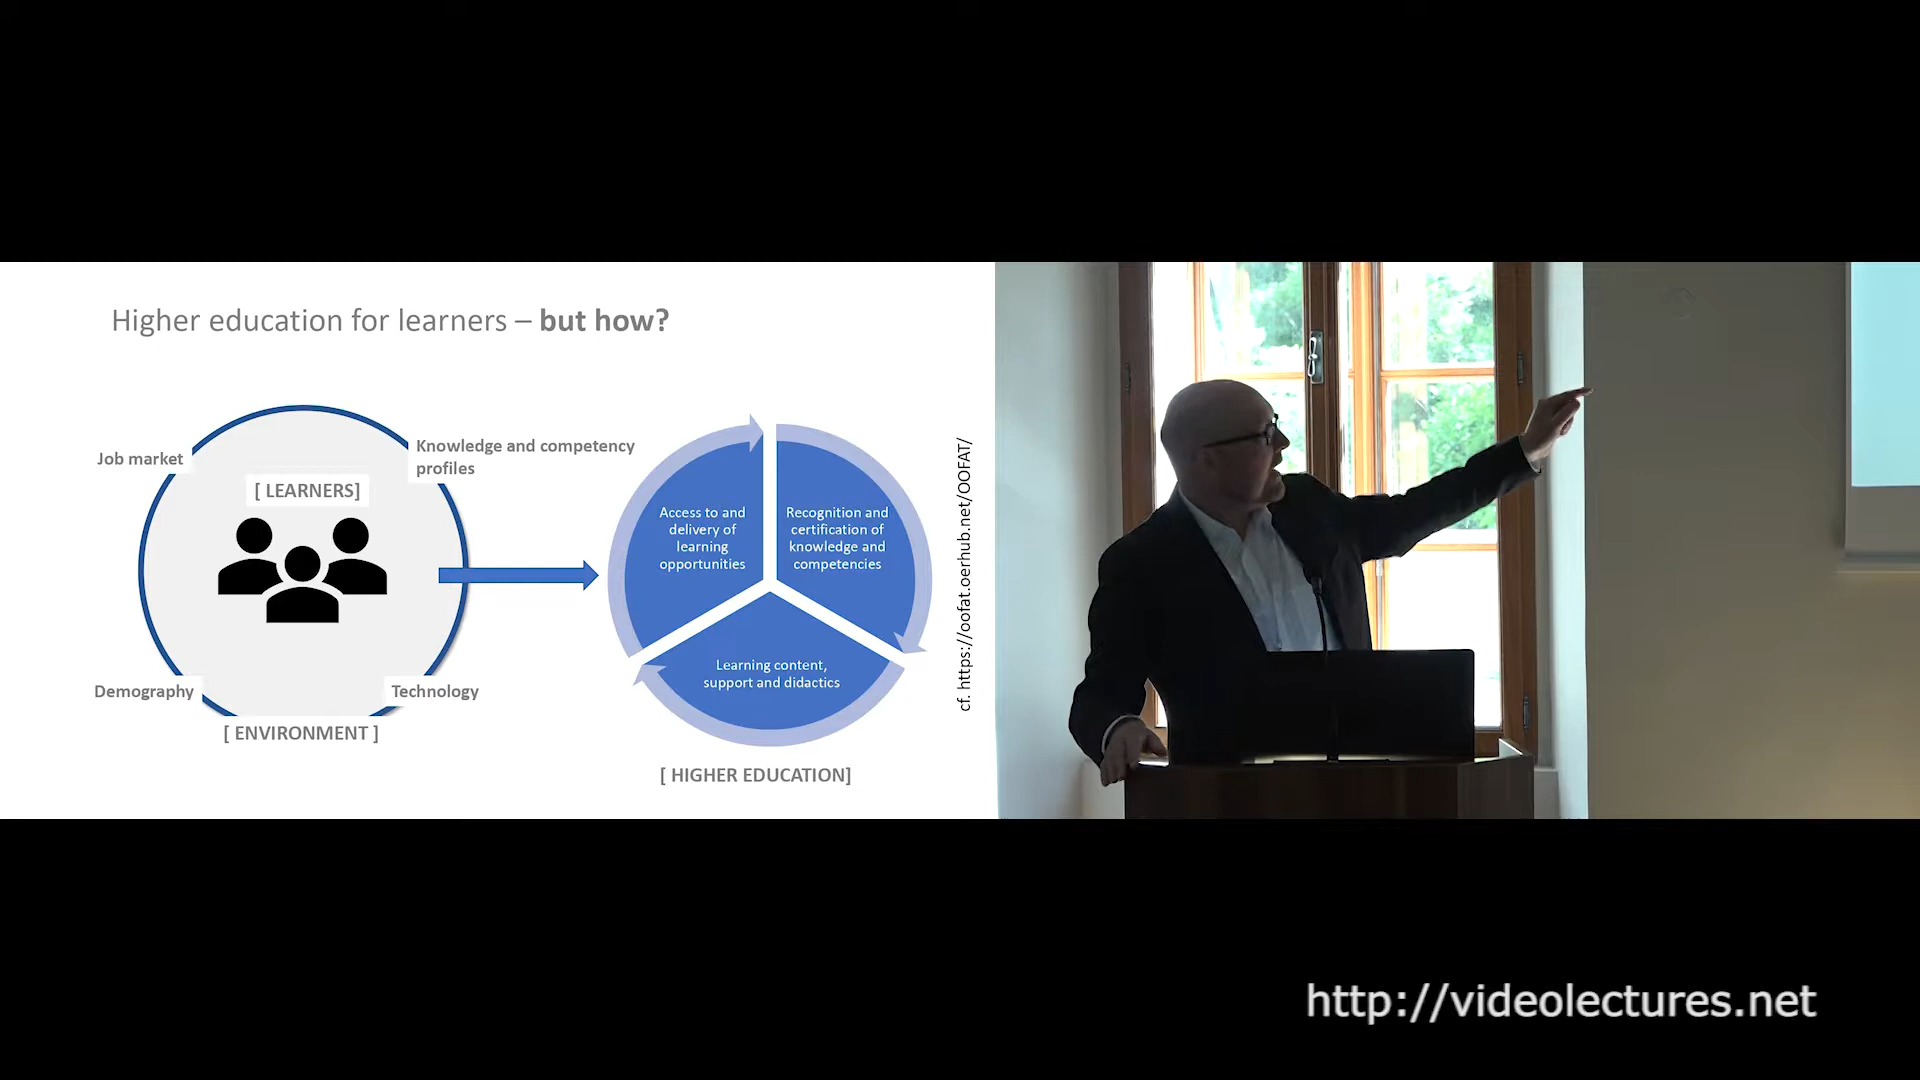 Higher education for learners – but how?
Job market
Knowledge and competency
profiles
[ LEARNERS]
Demography
Technology
[ ENVIRONMENT ]
Access to and
delivery of
learning
opportunities
Recognition and
certification of
knowledge and
competencies
Learning content,
support and didactics
[ HIGHER EDUCATION]
cf. https://oofat.oerhub.net/OOFAT/
http://videolectures.net